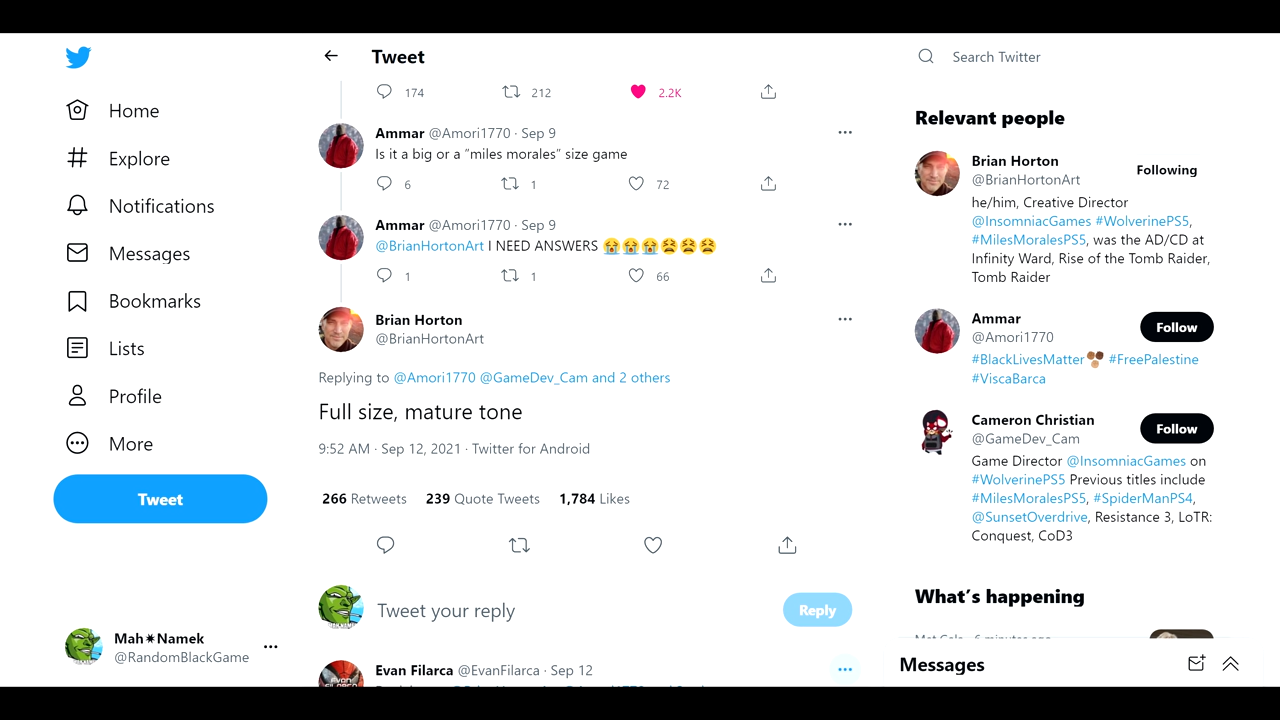 Home
Explore
Notifications
Messages
Bookmarks
Lists
Profile
More
Tweet
Mah✷Namek
@RandomBlackGame
Tweet
174 212 2.2K
Ammar @Amori1770 · Sep 9
Is it a big or a “miles morales” size game
6 1 72
Ammar @Amori1770 · Sep 9
@BrianHortonArt I NEED ANSWERS 😭😭😭😫😫😫
1 1 66
Brian Horton
@BrianHortonArt
Replying to @Amori1770 @GameDev_Cam and 2 others
Full size, mature tone
9:52 AM · Sep 12, 2021 · Twitter for Android
266 Retweets 239 Quote Tweets 1,784 Likes
Tweet your reply
Reply
Evan Filarca @EvanFilarca · Sep 12
Search Twitter
Relevant people
Brian Horton
@BrianHortonArt
Following
he/him, Creative Director
@InsomniacGames #WolverinePS5,
#MilesMoralesPS5, was the AD/CD at
Infinity Ward, Rise of the Tomb Raider,
Tomb Raider
Ammar
@Amori1770
Follow
#BlackLivesMatter #FreePalestine
#ViscaBarca
Cameron Christian
@GameDev_Cam
Follow
Game Director @InsomniacGames on
#WolverinePS5 Previous titles include
#MilesMoralesPS5, #SpiderManPS4,
@SunsetOverdrive, Resistance 3, LoTR:
Conquest, CoD3
What’s happening
Messages